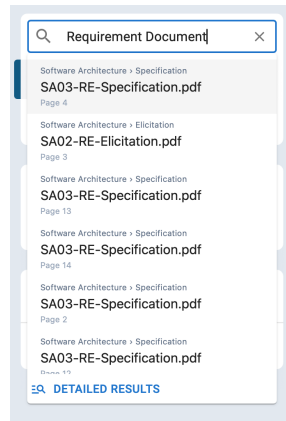 Requirement Document
Software Architecture › Specification
SA03-RE-Specification.pdf
Page 4
Software Architecture › Elicitation
SA02-RE-Elicitation.pdf
Page 3
Software Architecture › Specification
SA03-RE-Specification.pdf
Page 13
Software Architecture › Specification
SA03-RE-Specification.pdf
Page 14
Software Architecture › Specification
SA03-RE-Specification.pdf
Page 2
Software Architecture › Specification
SA03-RE-Specification.pdf
Page 12
DETAILED RESULTS